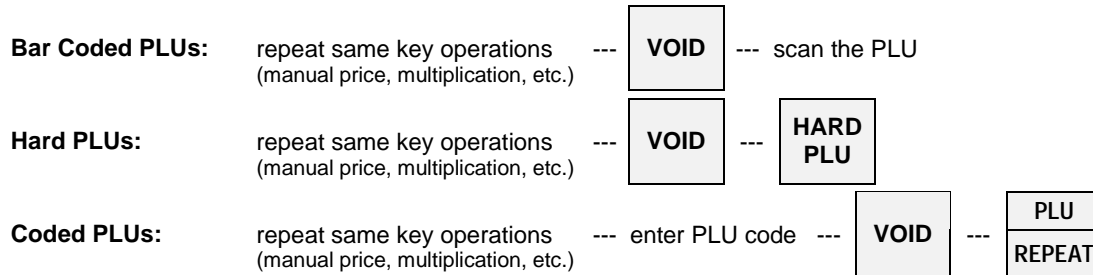 Bar Coded PLUs: repeat same key operations --- VOID --- scan the PLU
(manual price, multiplication, etc.)
Hard PLUs: repeat same key operations --- VOID --- HARD PLU
(manual price, multiplication, etc.)
Coded PLUs: repeat same key operations --- enter PLU code --- VOID --- PLU
REPEAT
(manual price, multiplication, etc.)